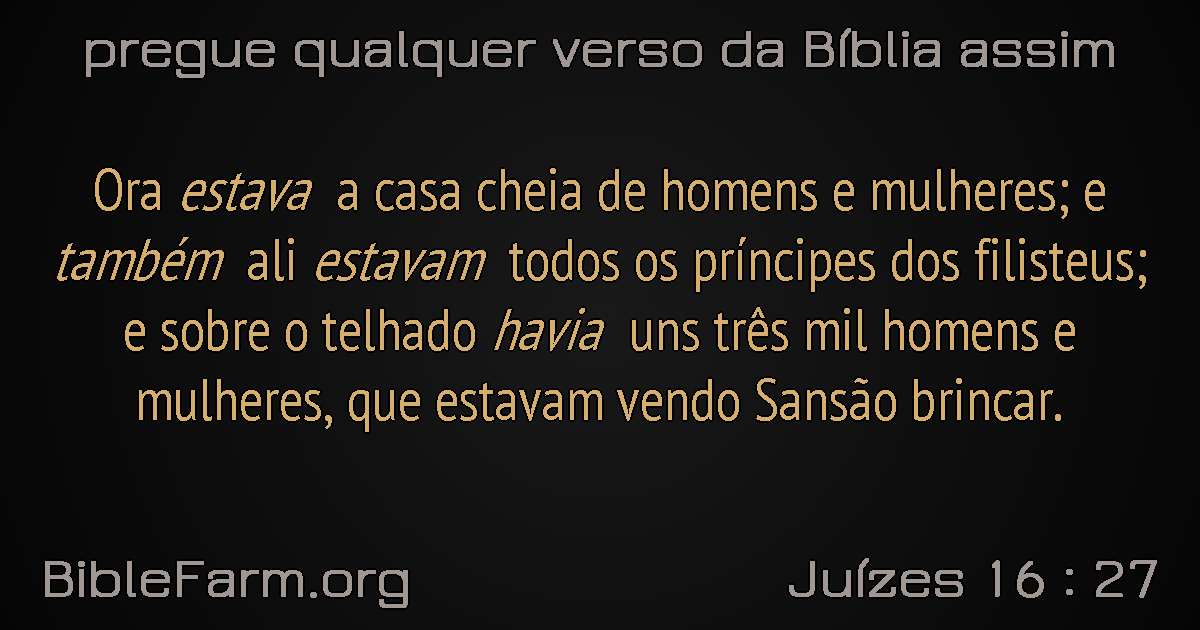 pregue qualquer verso da Bíblia assim
Ora estava a casa cheia de homens e mulheres; e
também ali estavam todos os príncipes dos filisteus;
e sobre o telhado havia uns três mil homens e
mulheres, que estavam vendo Sansão brincar.
BibleFarm.org
Juízes 16 : 27